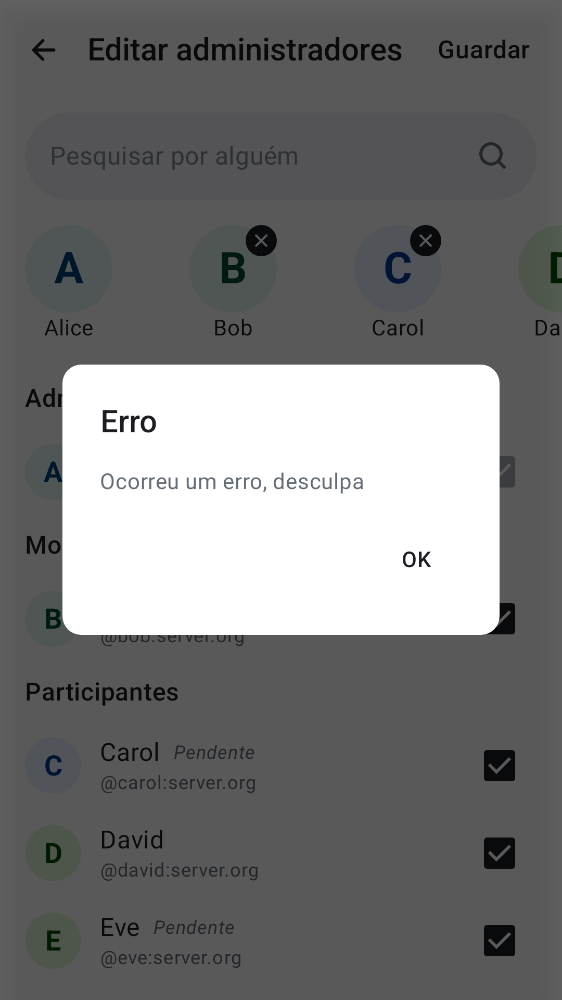 Editar administradores
Guardar
Pesquisar por alguém
A
B
C
D
Alice
Bob
Carol
Da
Adr
Erro
A
Ocorreu um erro, desculpa
Mo
OK
B
@bob:server.org
Participantes
C
Carol Pendente
@carol:server.org
D
David
@david:server.org
E
Eve Pendente
@eve:server.org